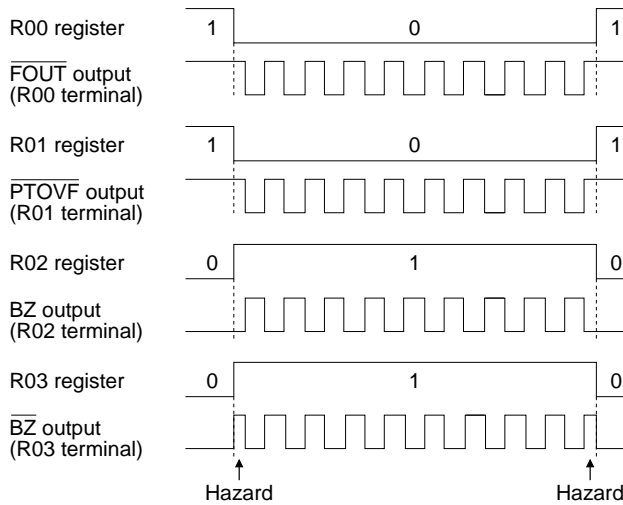 R00 register 1 0 1
FOUT output
(R00 terminal)
R01 register 1 0 1
PTOVF output
(R01 terminal)
R02 register 0 1 0
BZ output
(R02 terminal)
R03 register 0 1 0
BZ output
(R03 terminal)
Hazard Hazard